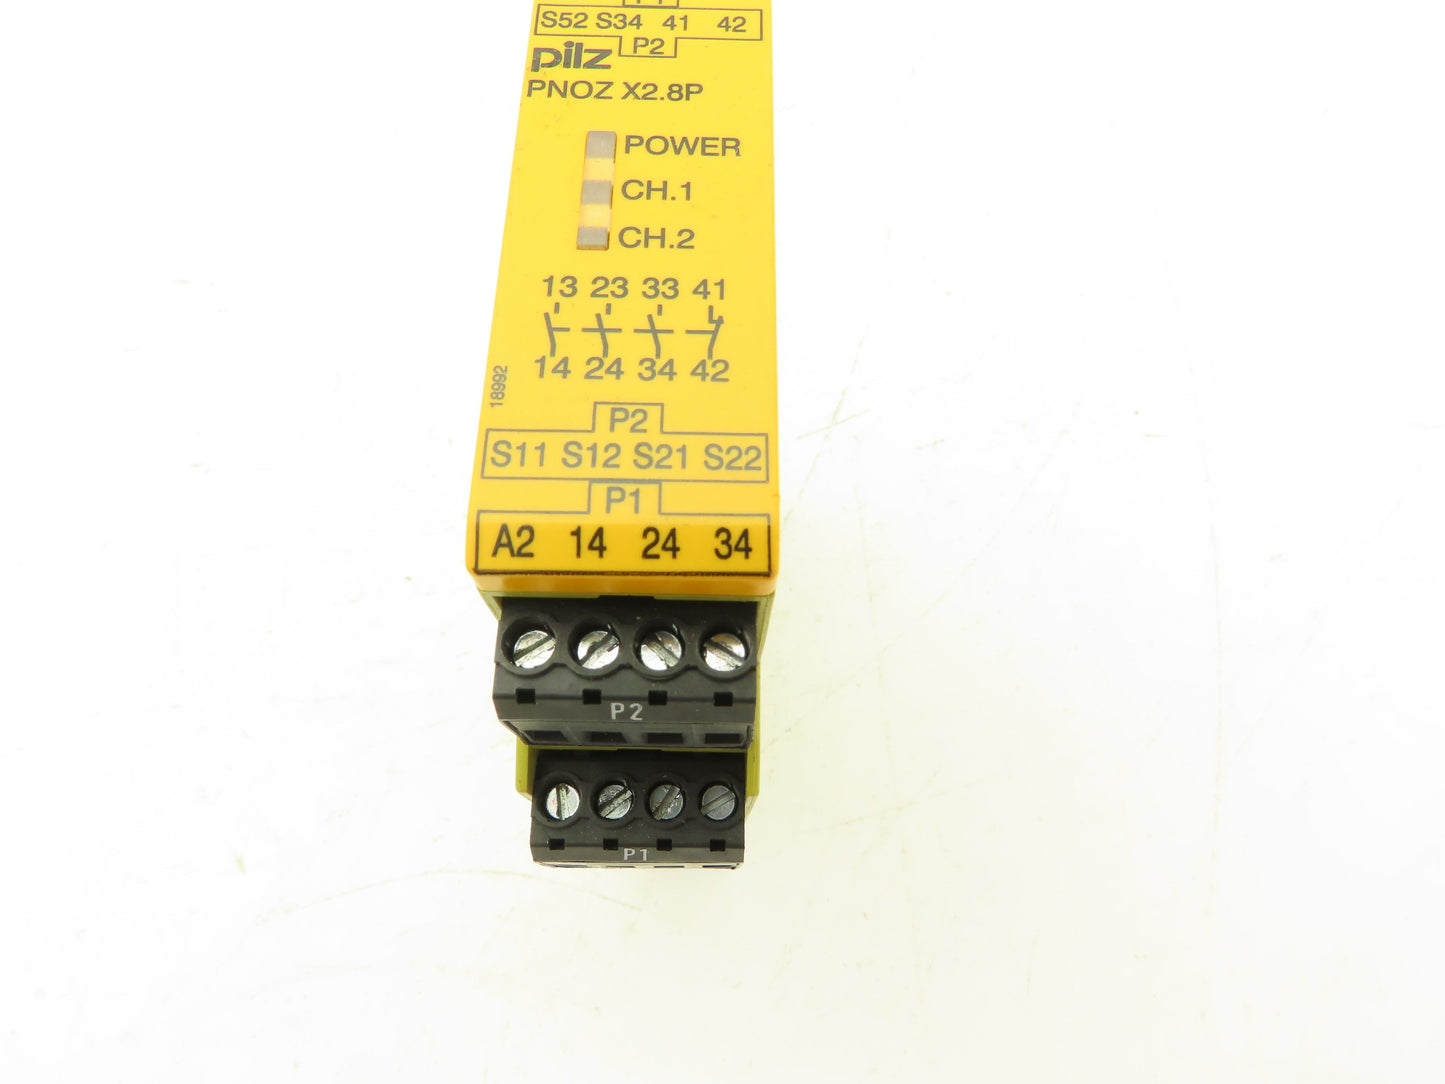 S52 S34 41 42
P2
pilz
PNOZ X2.8P
POWER
CH.1
CH.2
13 23 33 41
14 24 34 42
18992
P2
S11 S12 S21 S22
P1
A2 14 24 34
P2
P1